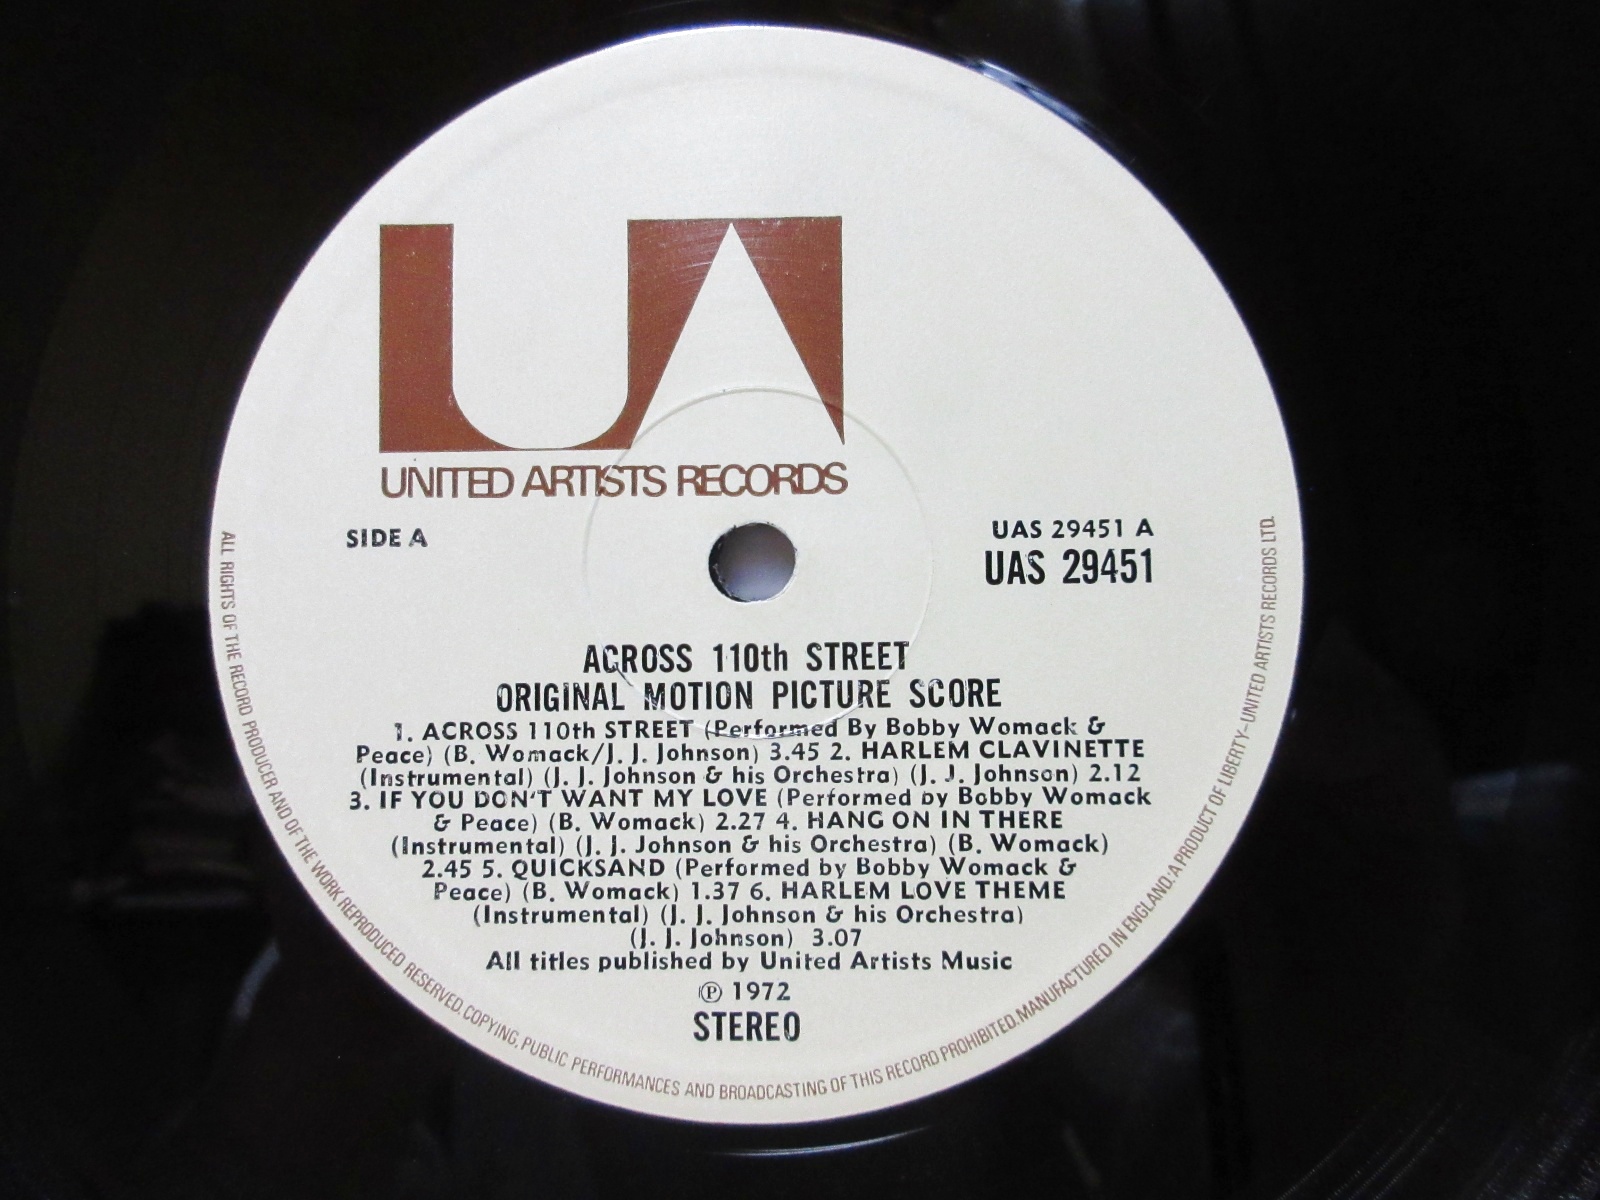 UA
UNITED ARTISTS RECORDS
SIDE A
UAS 29451 A
UAS 29451
ACROSS 110th STREET
ORIGINAL MOTION PICTURE SCORE
1. ACROSS 110th STREET (Performed By Bobby Womack &
Peace) (B. Womack/J. J. Johnson) 3.45 2. HARLEM CLAVINETTE
(Instrumental) (J. J. Johnson & his Orchestra) (J. J. Johnson) 2.12
3. IF YOU DON'T WANT MY LOVE (Performed by Bobby Womack
& Peace) (B. Womack) 2.27 4. HANG ON IN THERE
(Instrumental) (J. J. Johnson & his Orchestra) (B. Womack)
2.45 5. QUICKSAND (Performed by Bobby Womack &
Peace) (B. Womack) 1.37 6. HARLEM LOVE THEME
(Instrumental) (J. J. Johnson & his Orchestra)
(J. J. Johnson) 3.07
All titles published by United Artists Music
℗ 1972
STEREO
ALL RIGHTS OF THE RECORD PRODUCER AND OF THE WORK REPRODUCED RESERVED. COPYING, PUBLIC PERFORMANCES AND BROADCASTING OF THIS RECORD PROHIBITED. MANUFACTURED IN ENGLAND. A PRODUCT OF LIBERTY-UNITED ARTISTS RECORDS LTD.